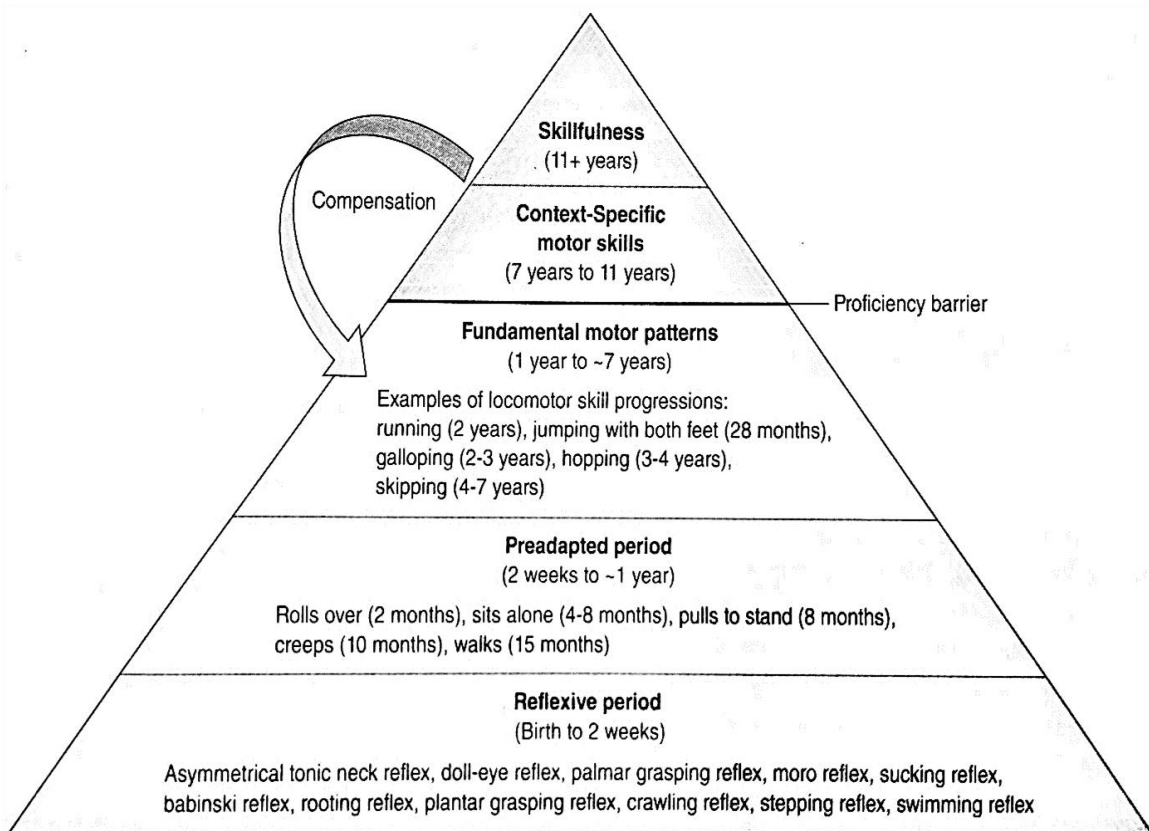 Skillfulness
(11+ years)
Compensation
Context-Specific
motor skills
(7 years to 11 years)
Proficiency barrier
Fundamental motor patterns
(1 year to ~7 years)
Examples of locomotor skill progressions:
running (2 years), jumping with both feet (28 months),
galloping (2-3 years), hopping (3-4 years),
skipping (4-7 years)
Preadapted period
(2 weeks to ~1 year)
Rolls over (2 months), sits alone (4-8 months), pulls to stand (8 months),
creeps (10 months), walks (15 months)
Reflexive period
(Birth to 2 weeks)
Asymmetrical tonic neck reflex, doll-eye reflex, palmar grasping reflex, moro reflex, sucking reflex,
babinski reflex, rooting reflex, plantar grasping reflex, crawling reflex, stepping reflex, swimming reflex